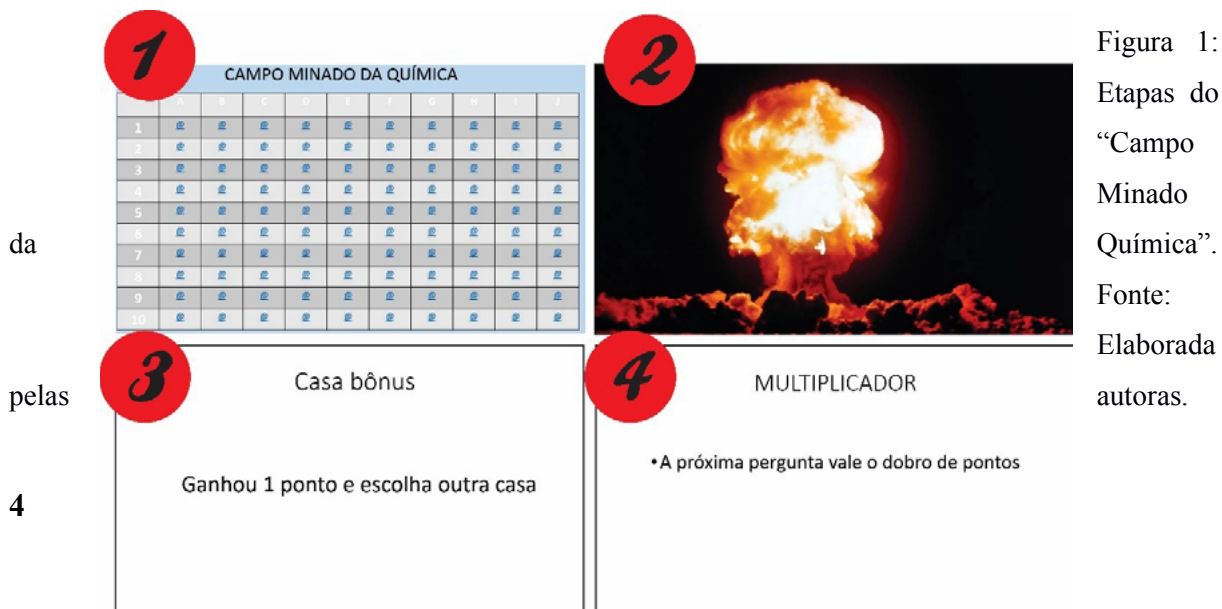 1
CAMPO MINADO DA QUÍMICA
A B C D E F G H I J
1
2
3
4
5
6
7
8
9
10
2
3
Casa bônus
Ganhou 1 ponto e escolha outra casa
4
MULTIPLICADOR
•A próxima pergunta vale o dobro de pontos
Figura 1:
Etapas do
“Campo
Minado
da Química”.
Fonte:
Elaborada
pelas autoras.
4